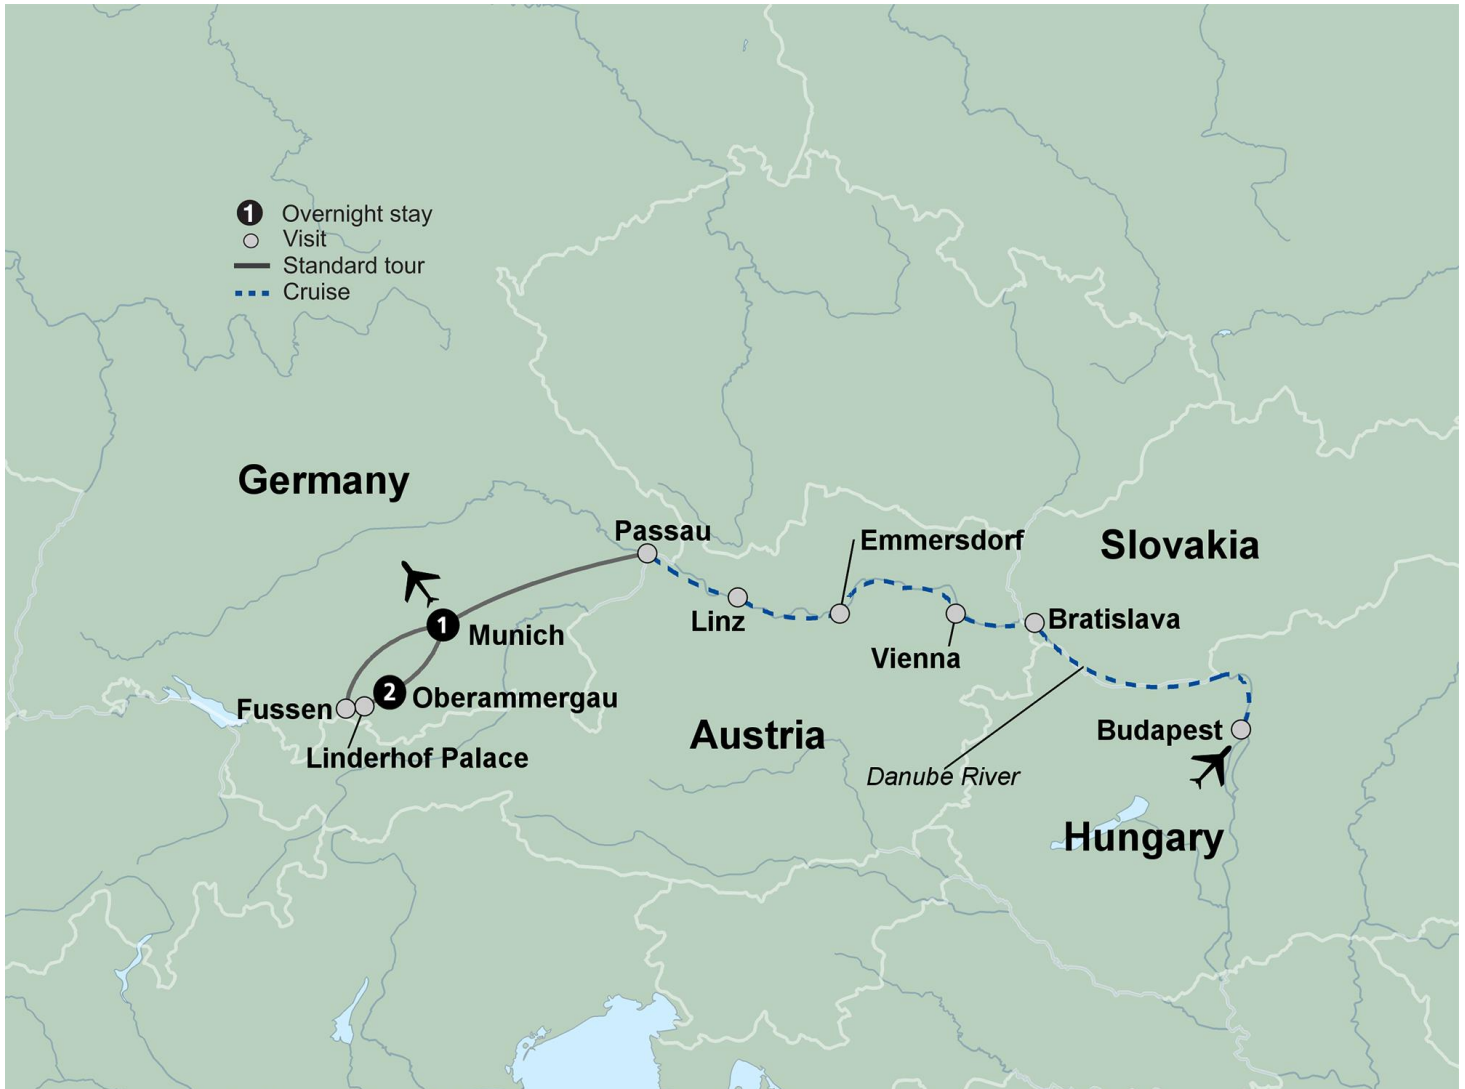 1 Overnight stay
Visit
Standard tour
Cruise
Germany
Passau
Emmersdorf
Slovakia
Linz
Bratislava
1 Munich
Vienna
2 Oberammergau
Fussen
Linderhof Palace
Austria
Budapest
Danube River
Hungary